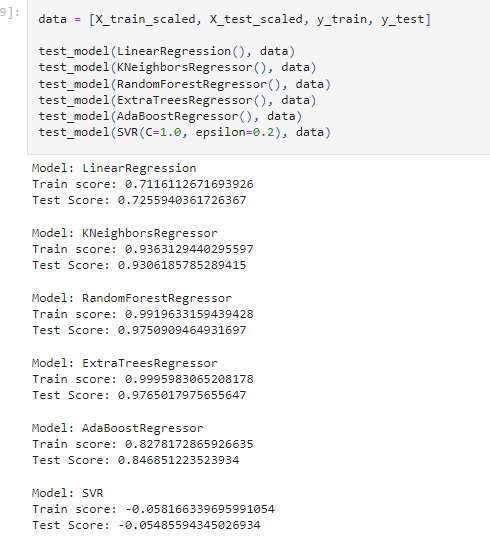 9]:
data = [X_train_scaled, X_test_scaled, y_train, y_test]
test_model(LinearRegression(), data)
test_model(KNeighborsRegressor(), data)
test_model(RandomForestRegressor(), data)
test_model(ExtraTreesRegressor(), data)
test_model(AdaBoostRegressor(), data)
test_model(SVR(C=1.0, epsilon=0.2), data)
Model: LinearRegression
Train score: 0.7116112671693926
Test Score: 0.7255940361726367
Model: KNeighborsRegressor
Train score: 0.9363129440295597
Test Score: 0.9306185785289415
Model: RandomForestRegressor
Train score: 0.9919633159439428
Test Score: 0.9750909464931697
Model: ExtraTreesRegressor
Train score: 0.9995983065208178
Test Score: 0.9765017975655647
Model: AdaBoostRegressor
Train score: 0.8278172865926635
Test Score: 0.846851223523934
Model: SVR
Train score: -0.058166339695991054
Test Score: -0.05485594345026934